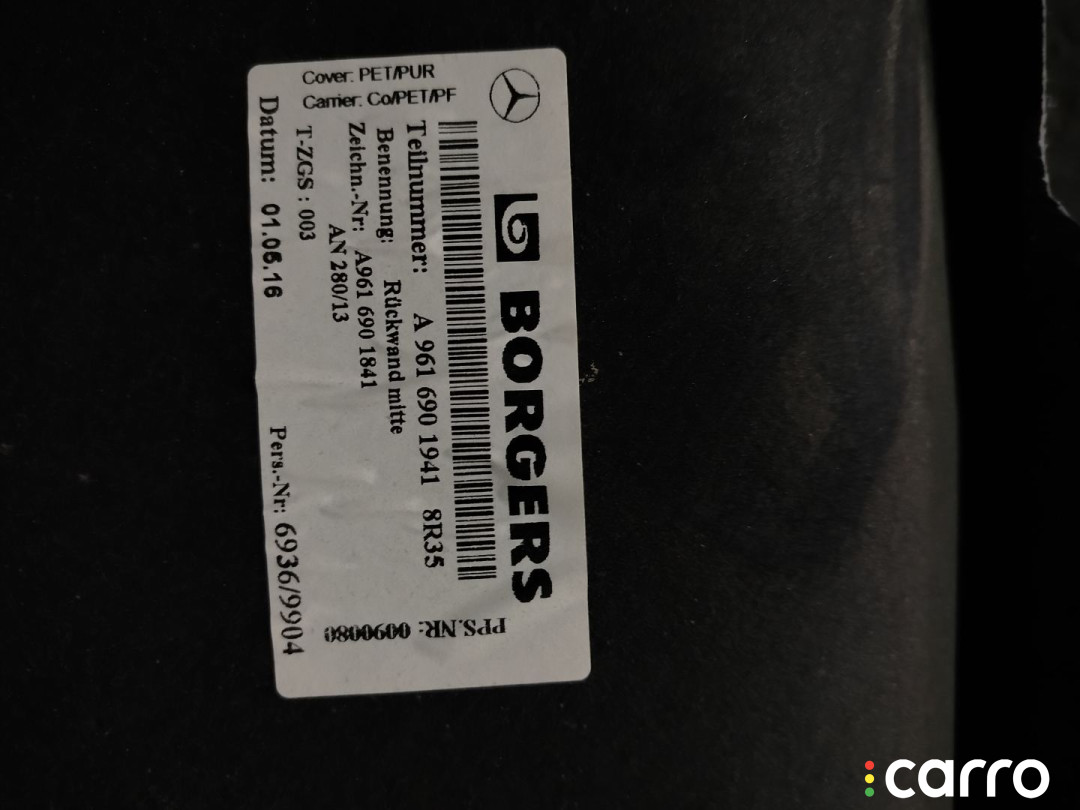 BORGERS
Teilnummer: A 961 690 1941 8R35
Benennung: Rückwand mitte
Zeichn.-Nr: A961 690 1841
AN 280/13
T-ZGS : 003
Datum: 01.06.16 Pers.-Nr: 6936/9904
Cover: PET/PUR
Carrier: Co/PET/PF
PPS.NR: 0090080
carro